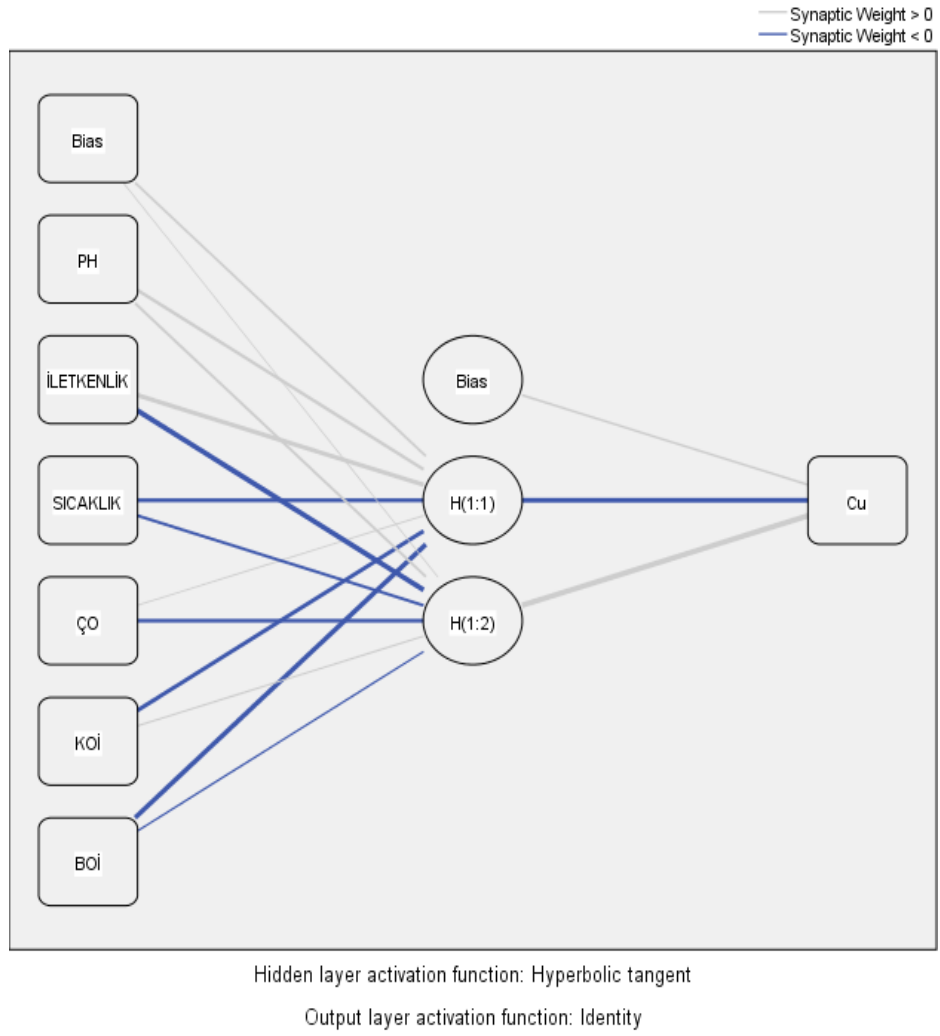 Synaptic Weight > 0
Synaptic Weight < 0
Bias
PH
İLETKENLİK
Bias
SICAKLIK
H(1:1)
Cu
ÇO
H(1:2)
KOİ
BOİ
Hidden layer activation function: Hyperbolic tangent
Output layer activation function: Identity